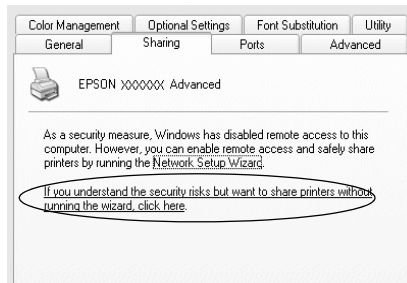 Color Management Optional Settings Font Substitution Utility
General Sharing Ports Advanced
EPSON XXXXXX Advanced
As a security measure, Windows has disabled remote access to this
computer. However, you can enable remote access and safely share
printers by running the Network Setup Wizard.
If you understand the security risks but want to share printers without
running the wizard, click here.